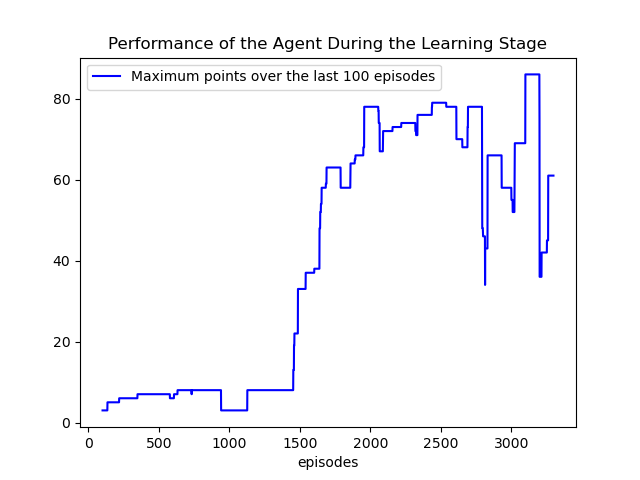 Performance of the Agent During the Learning Stage
Maximum points over the last 100 episodes
80
60
40
20
0
0 500 1000 1500 2000 2500 3000
episodes